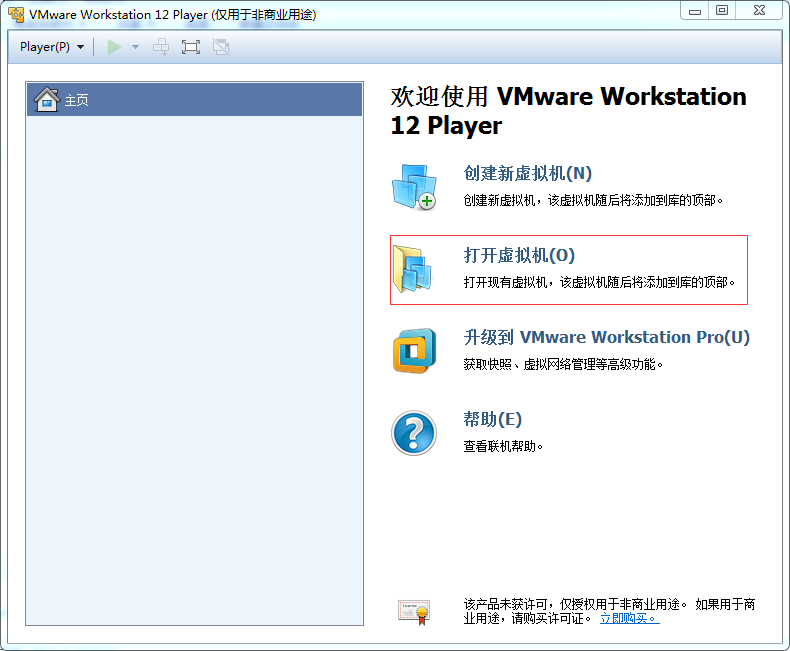 VMware Workstation 12 Player (仅用于非商业用途)
Player(P)
主页
欢迎使用 VMware Workstation
12 Player
创建新虚拟机(N)
创建新虚拟机，该虚拟机随后将添加到库的顶部。
打开虚拟机(O)
打开现有虚拟机，该虚拟机随后将添加到库的顶部。
升级到 VMware Workstation Pro(U)
获取快照、虚拟网络管理等高级功能。
帮助(E)
查看联机帮助。
该产品未获许可，仅授权用于非商业用途。 如果用于商
业用途，请购买许可证。 立即购买。